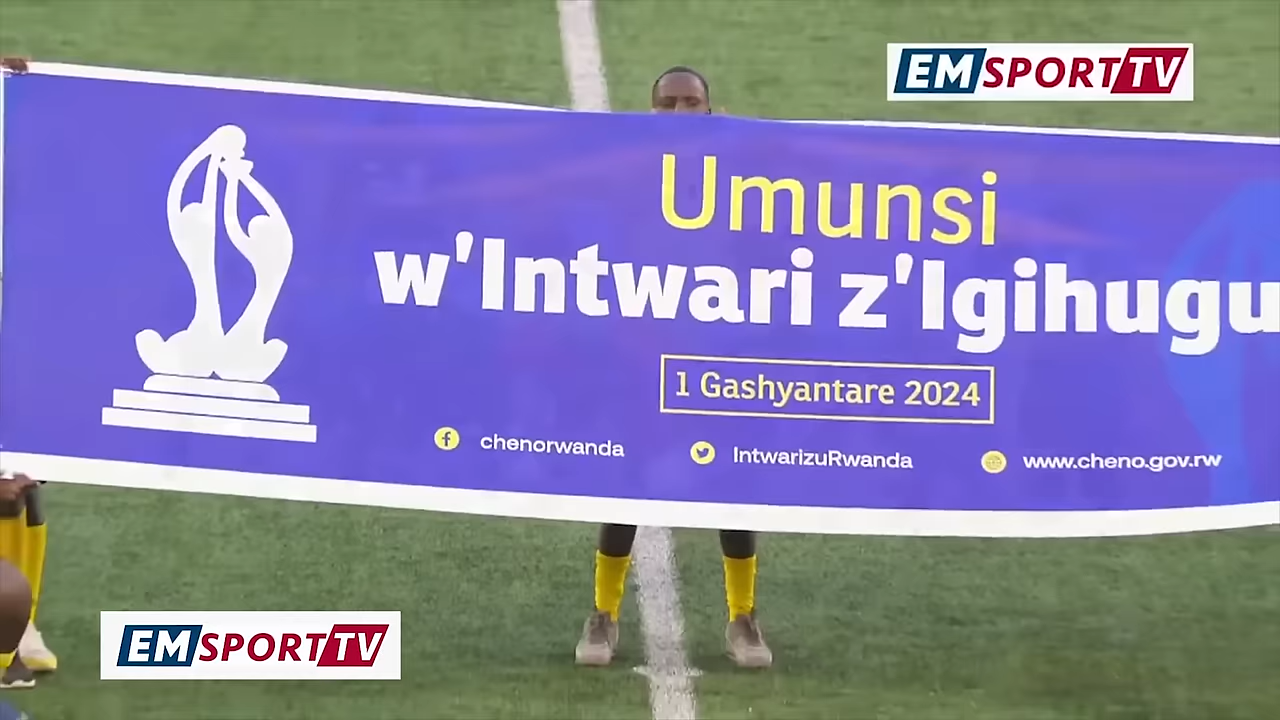 EMSPORTTV
Umunsi
w'Intwari z'Igihugu
1 Gashyantare 2024
chenorwanda IntwarizuRwanda www.cheno.gov.rw
EMSPORTTV